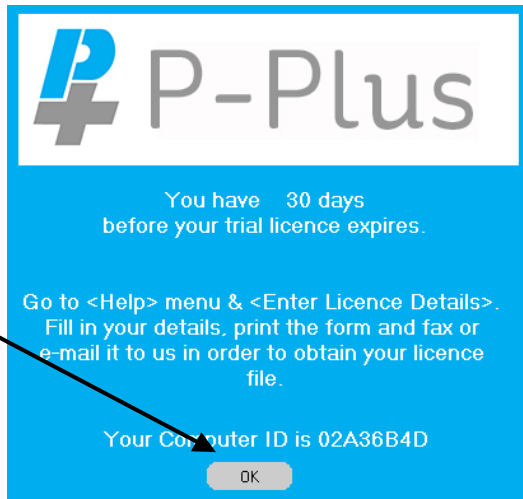 P-Plus
You have 30 days
before your trial licence expires.
Go to <Help> menu & <Enter Licence Details>.
Fill in your details, print the form and fax or
e-mail it to us in order to obtain your licence
file.
Your Computer ID is 02A36B4D
OK